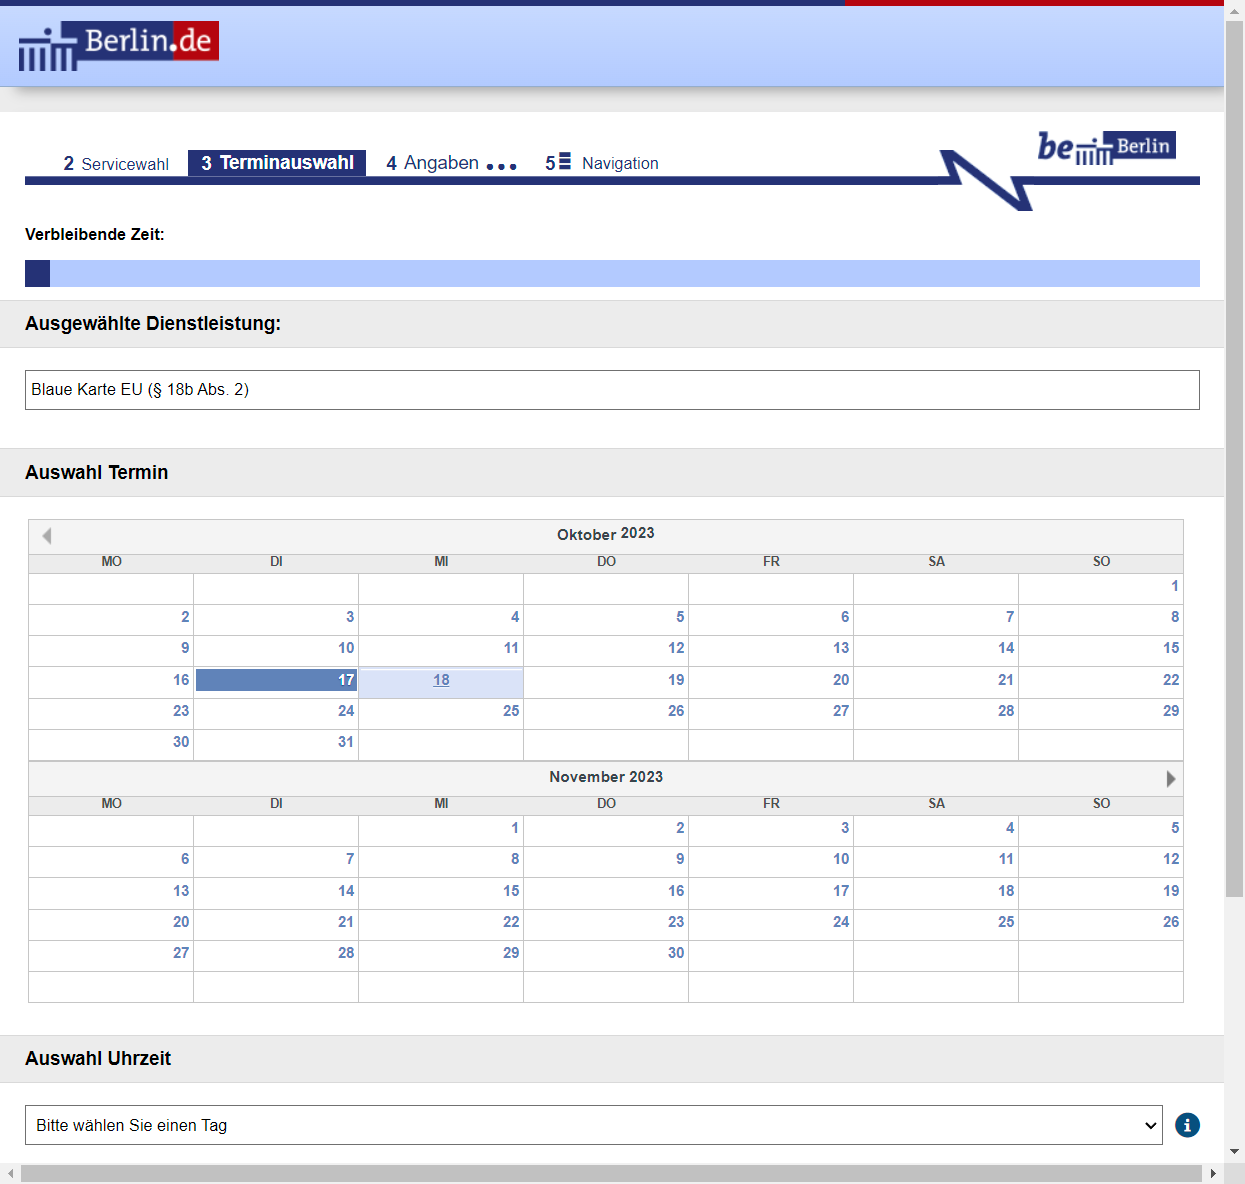 Berlin.de
be Berlin
2 Servicewahl 3 Terminauswahl 4 Angaben 5 Navigation
Verbleibende Zeit:
Ausgewählte Dienstleistung:
Blaue Karte EU (§ 18b Abs. 2)
Auswahl Termin
Oktober 2023
MO DI MI DO FR SA SO
1
2 3 4 5 6 7 8
9 10 11 12 13 14 15
16 17 18 19 20 21 22
23 24 25 26 27 28 29
30 31
November 2023
MO DI MI DO FR SA SO
1 2 3 4 5
6 7 8 9 10 11 12
13 14 15 16 17 18 19
20 21 22 23 24 25 26
27 28 29 30
Auswahl Uhrzeit
Bitte wählen Sie einen Tag